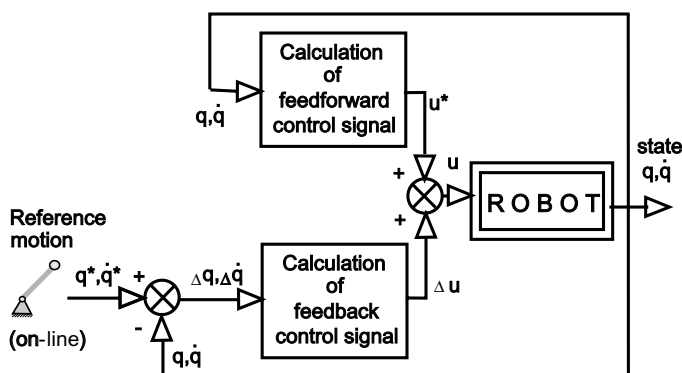 Calculation
of
feedforward
control signal
q,q̇
u*
+
u
state
q,q̇
ROBOT
+
Reference
motion
q*,q̇*
+
Δq,Δq̇
Calculation
of
feedback
control signal
Δu
(on-line)
-
q,q̇